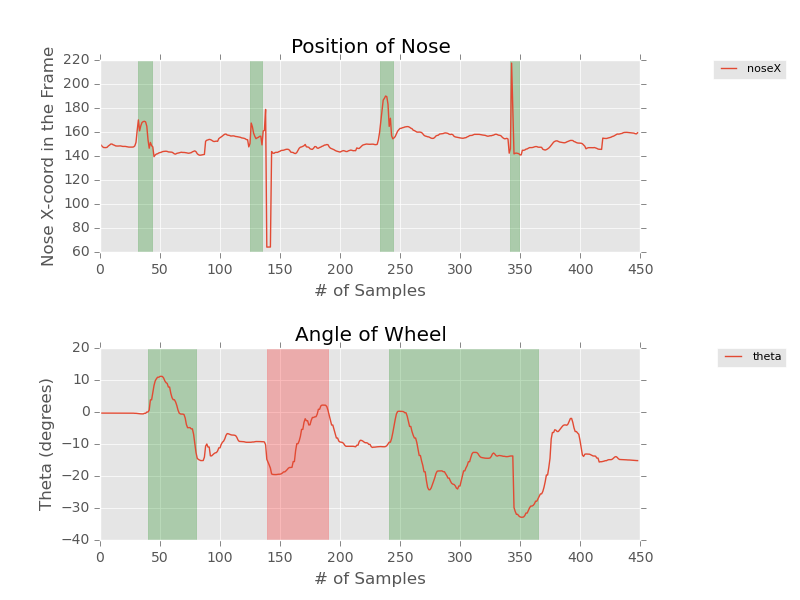 Position of Nose
Nose X-coord in the Frame
220
200
180
160
140
120
100
80
60
0 50 100 150 200 250 300 350 400 450
# of Samples
noseX
Angle of Wheel
Theta (degrees)
20
10
0
−10
−20
−30
−40
0 50 100 150 200 250 300 350 400 450
# of Samples
theta